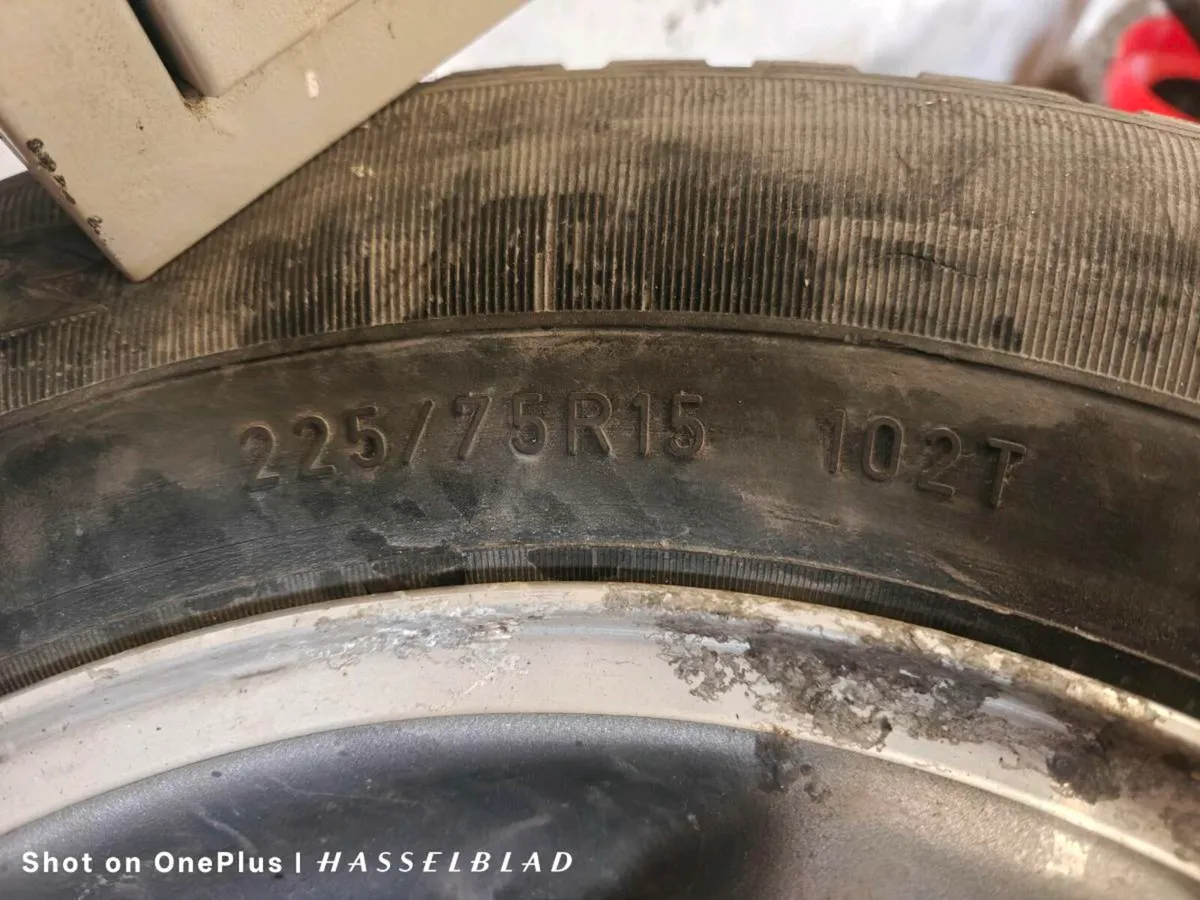 225/75R15 102T
Shot on OnePlus | HASSELBLAD